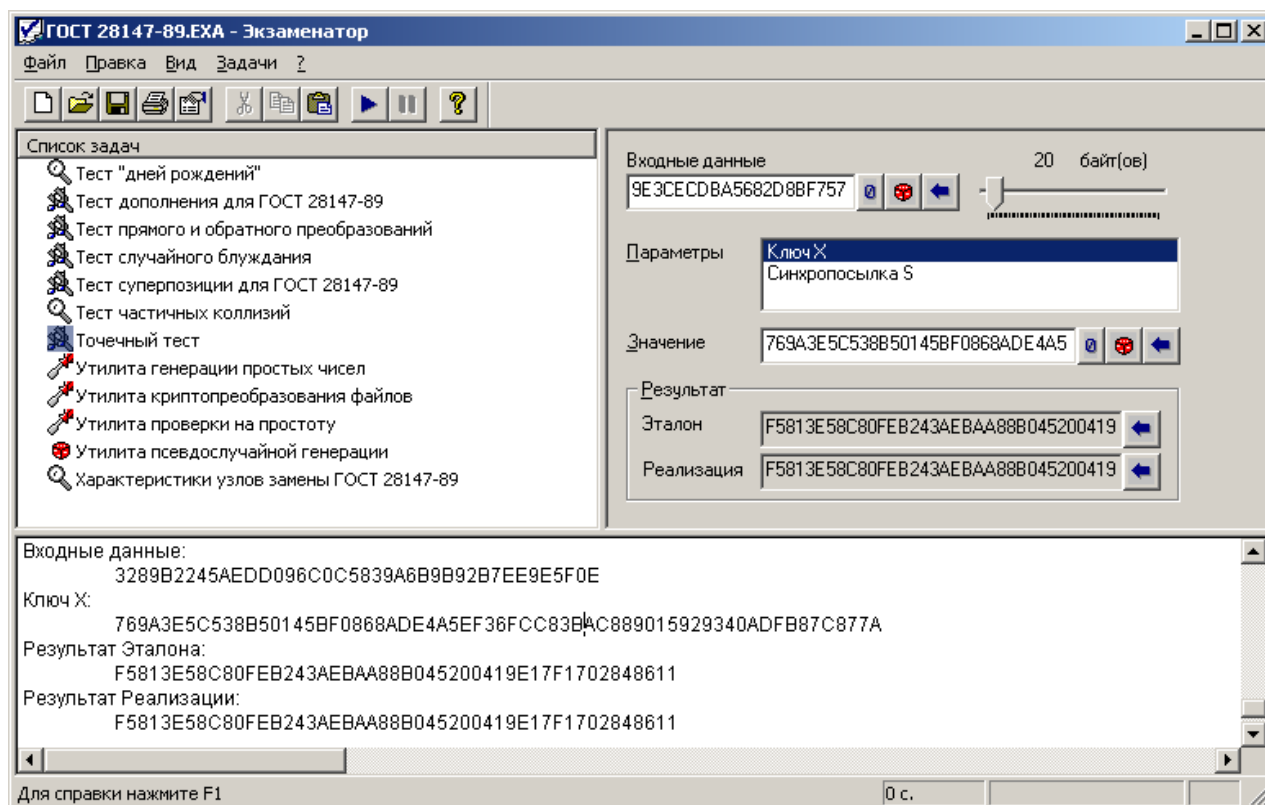 ГОСТ 28147-89.EXA - Экзаменатор
Файл Правка Вид Задачи ?
Список задач
Тест "дней рождений"
Тест дополнения для ГОСТ 28147-89
Тест прямого и обратного преобразований
Тест случайного блуждания
Тест суперпозиции для ГОСТ 28147-89
Тест частичных коллизий
Точечный тест
Утилита генерации простых чисел
Утилита криптопреобразования файлов
Утилита проверки на простоту
Утилита псевдослучайной генерации
Характеристики узлов замены ГОСТ 28147-89
Входные данные 20 байт(ов)
9E3CECDBA5682D8BF757 0
Параметры
Ключ X
Синхропосылка S
Значение 769A3E5C538B50145BF0868ADE4A5 0
Результат
Эталон F5813E58C80FEB243AEBAA88B045200419
Реализация F5813E58C80FEB243AEBAA88B045200419
Входные данные:
3289B2245AEDD096C0C5839A6B9B92B7EE9E5F0E
Ключ X:
769A3E5C538B50145BF0868ADE4A5EF36FCC83BAC889015929340ADFB87C877A
Результат Эталона:
F5813E58C80FEB243AEBAA88B045200419E17F1702848611
Результат Реализации:
F5813E58C80FEB243AEBAA88B045200419E17F1702848611
Для справки нажмите F1
0 с.